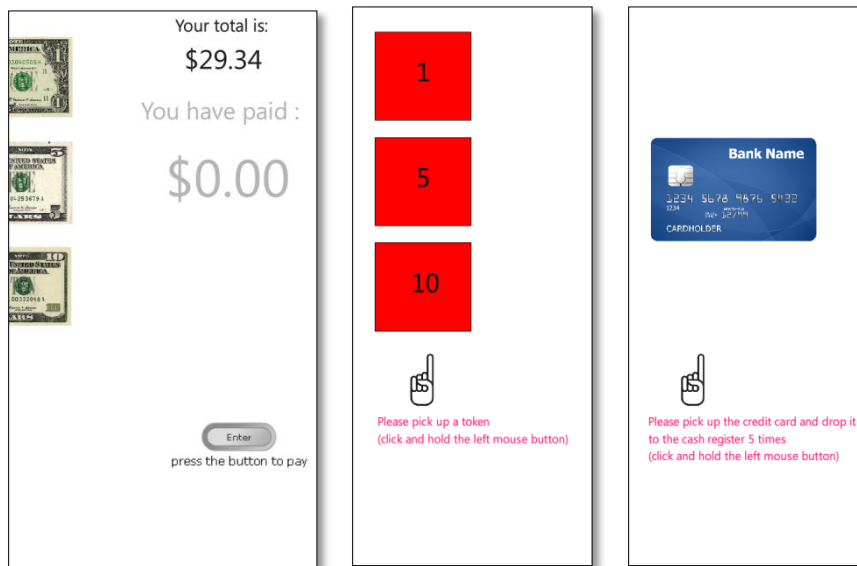 Your total is:
$29.34
You have paid :
$0.00
Enter
press the button to pay
1
5
10
Please pick up a token
(click and hold the left mouse button)
Bank Name
1234 5678 9876 5432
1234
12/99
CARDHOLDER
Please pick up the credit card and drop it
to the cash register 5 times
(click and hold the left mouse button)